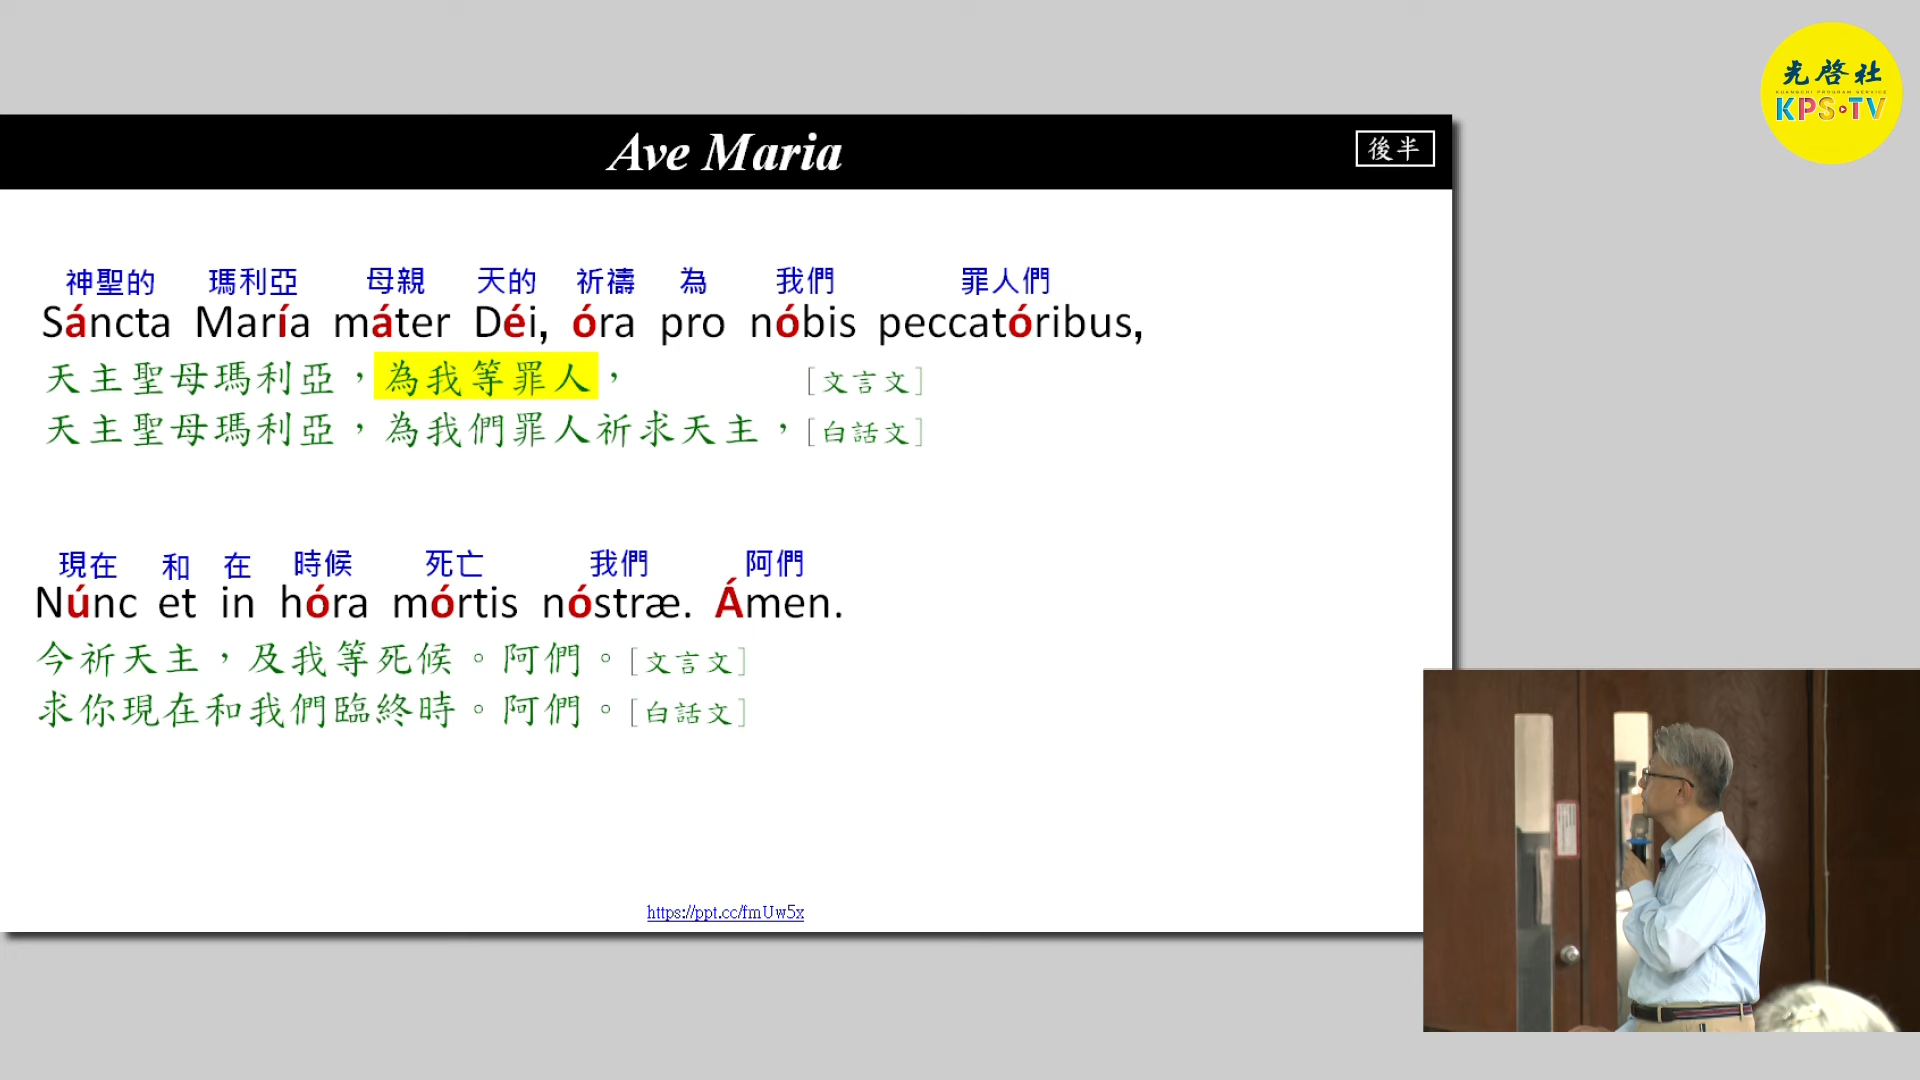 光啓社
KUANGCHI PROGRAM SERVICE
KPS TV
Ave Maria
後半
神聖的 瑪利亞 母親 天的 祈禱 為 我們 罪人們
Sáncta María máter Déi, óra pro nóbis peccatóribus,
天主聖母瑪利亞，為我等罪人， [文言文]
天主聖母瑪利亞，為我們罪人祈求天主，[白話文]
現在 和 在 時候 死亡 我們 阿們
Núnc et in hóra mórtis nóstræ. Ámen.
今祈天主，及我等死候。阿們。[文言文]
求你現在和我們臨終時。阿們。[白話文]
https://ppt.cc/fmUw5x